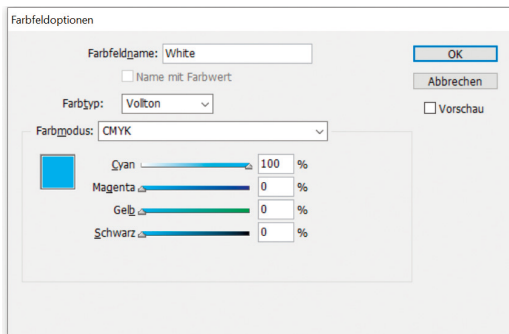 Farbfeldoptionen
Farbfeldname: White
OK
Name mit Farbwert
Abbrechen
Farbtyp: Vollton
Vorschau
Farbmodus: CMYK
Cyan 100 %
Magenta 0 %
Gelb 0 %
Schwarz 0 %